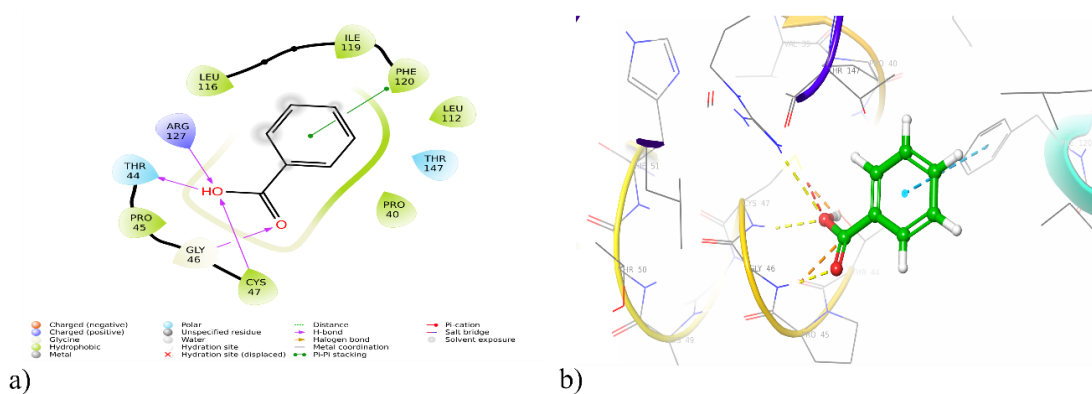 ILE
119
PHE
120
LEU
116
LEU
112
ARG
127
THR
44
THR
147
HO
O
PRO
45
PRO
40
GLY
46
CYS
47
Charged (negative)
Charged (positive)
Glycine
Hydrophobic
Metal
Polar
Unspecified residue
Water
Hydration site
Hydration site (displaced)
Distance
H-bond
Halogen bond
Metal coordination
Pi-Pi stacking
Pi-cation
Salt bridge
Solvent exposure
a)
PRO 40
THR 147
CYS 47
GLY 46
THR 50
PRO 45
b)